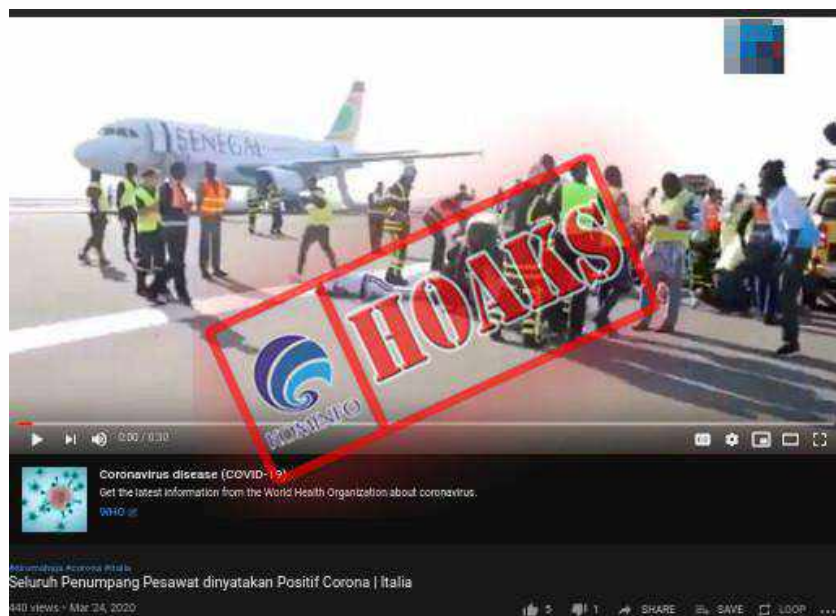 SENEGAL
HOAKS
KOMINFO
0:00 / 0:30
Coronavirus disease (COVID-19)
Get the latest information from the World Health Organization about coronavirus.
WHO
#corona #italia
Seluruh Penumpang Pesawat dinyatakan Positif Corona | Italia
440 views • Mar 24, 2020
5
1
SHARE
SAVE
LOOP